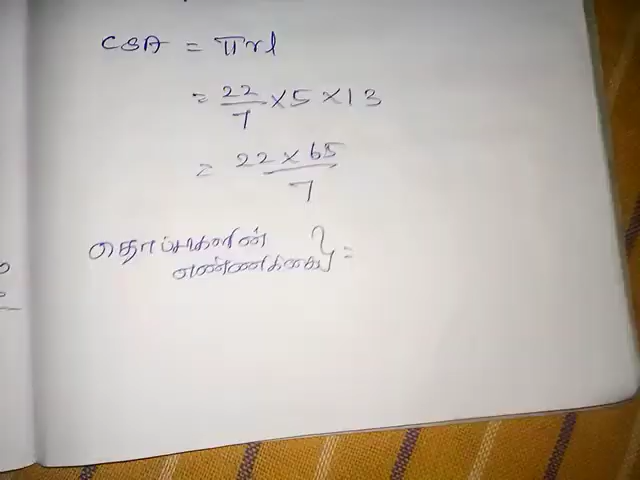 CSA = πrl
= 22/7 × 5 × 13
= 22 × 65 / 7
தொப்பிகளின்
எண்ணிக்கை } =